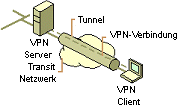 Tunnel
VPN-Verbindung
VPN
Server
Transit
Netzwerk
VPN
Client